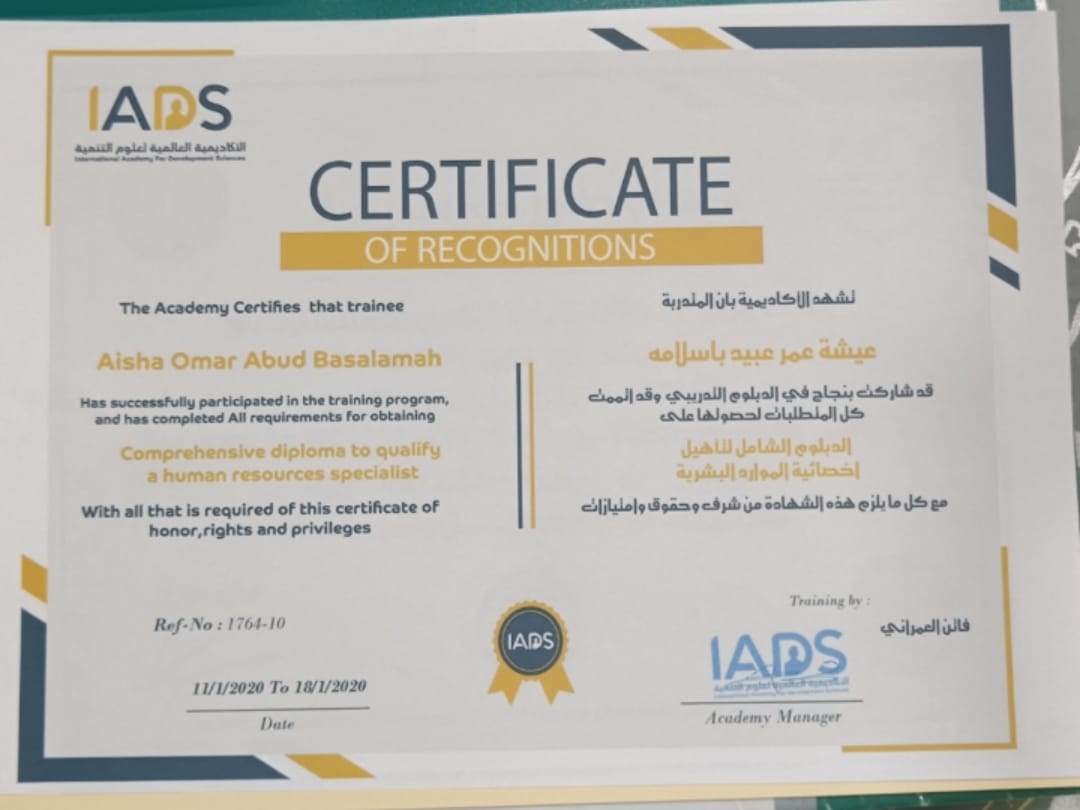 IADS
الاكاديمية العالمية لعلوم التنمية
International Academy For Development Sciences
CERTIFICATE
OF RECOGNITIONS
The Academy Certifies that trainee
Aisha Omar Abud Basalamah
Has successfully participated in the training program,
and has completed All requirements for obtaining
Comprehensive diploma to qualify
a human resources specialist
With all that is required of this certificate of
honor,rights and privileges
تشهد الأكاديمية بان المتدربة
عيشة عمر عبيد باسلامه
قد شاركت بنجاح في الدبلوم التدريبي وقد اتممت
كل المتطلبات لحصولها على
الدبلوم الشامل لتاهيل
اخصائية الموارد البشرية
مع كل ما يلزم هذه الشهادة من شرف وحقوق وامتيازات
Ref-No : 1764-10
11/1/2020 To 18/1/2020
Date
IADS
Training by :
فاتن العمراني
IADS
الاكاديمية العالمية لعلوم التنمية
International Academy For Development Sciences
Academy Manager